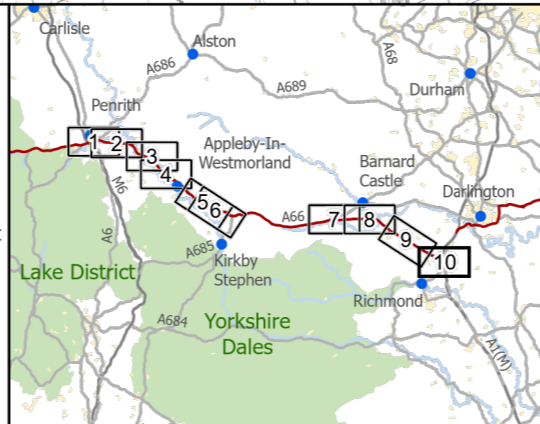 Carlisle
Alston
A68
A686
A689
Durham
Penrith
Appleby-In-
Westmorland
Barnard
Castle
Darlington
1
2
3
4
5
6
7
8
9
10
M6
A6
A66
A685
Kirkby
Stephen
Lake District
Richmond
A684
Yorkshire
Dales
A1(M)